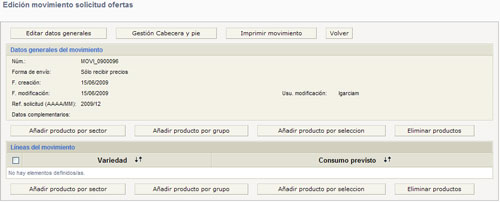 Edición movimiento solicitud ofertas
Editar datos generales Gestión Cabecera y pie Imprimir movimiento Volver
Datos generales del movimiento
Núm.: MOVI_0900096
Forma de envío: Sólo recibir precios
F. creación: 15/06/2009
F. modificación: 15/06/2009 Usu. modificación: lgarciam
Ref. solicitud (AAAA/MM): 2009/12
Datos complementarios:
Añadir producto por sector Añadir producto por grupo Añadir producto por seleccion Eliminar productos
Líneas del movimiento
Variedad Consumo previsto
No hay elementos definidos/as.
Añadir producto por sector Añadir producto por grupo Añadir producto por seleccion Eliminar productos